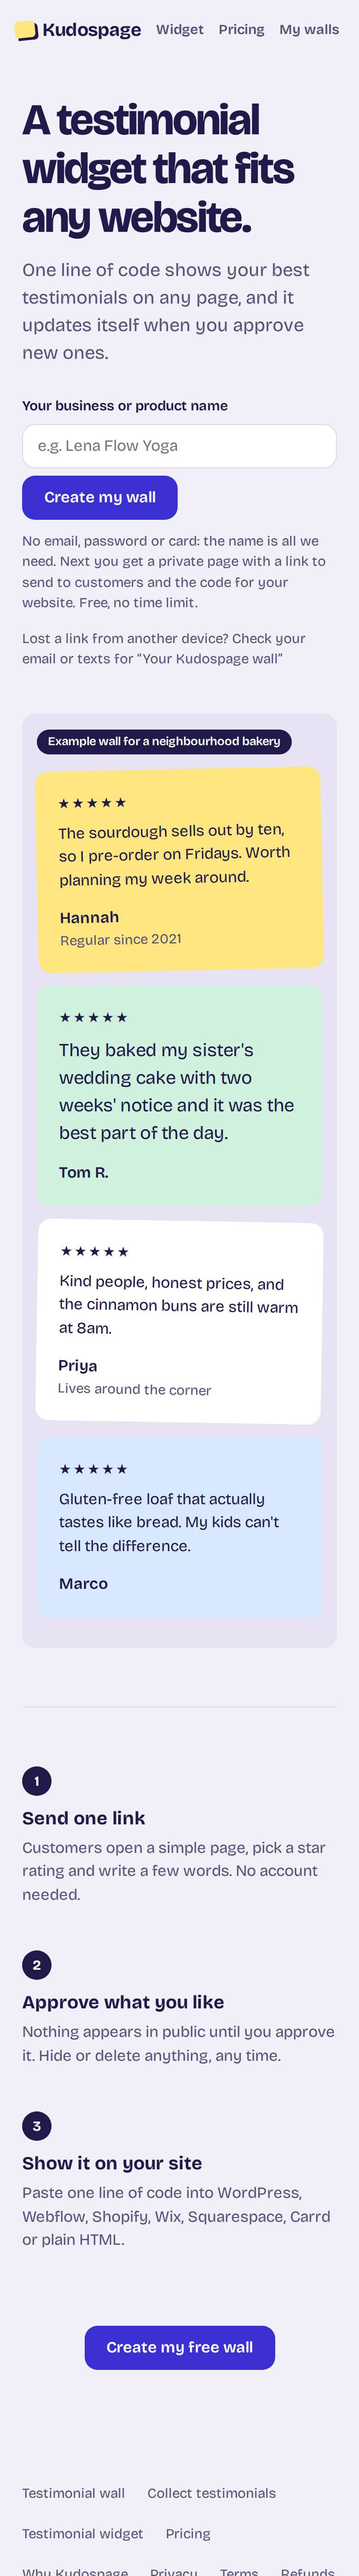 Kudospage Widget Pricing My walls
A testimonial
widget that fits
any website.
One line of code shows your best
testimonials on any page, and it
updates itself when you approve
new ones.
Your business or product name
e.g. Lena Flow Yoga
Create my wall
No email, password or card: the name is all we
need. Next you get a private page with a link to
send to customers and the code for your
website. Free, no time limit.
Lost a link from another device? Check your
email or texts for “Your Kudospage wall”
Example wall for a neighbourhood bakery
★★★★★
The sourdough sells out by ten,
so I pre-order on Fridays. Worth
planning my week around.
Hannah
Regular since 2021
★★★★★
They baked my sister's
wedding cake with two
weeks' notice and it was the
best part of the day.
Tom R.
★★★★★
Kind people, honest prices, and
the cinnamon buns are still warm
at 8am.
Priya
Lives around the corner
★★★★★
Gluten-free loaf that actually
tastes like bread. My kids can't
tell the difference.
Marco
1
Send one link
Customers open a simple page, pick a star
rating and write a few words. No account
needed.
2
Approve what you like
Nothing appears in public until you approve
it. Hide or delete anything, any time.
3
Show it on your site
Paste one line of code into WordPress,
Webflow, Shopify, Wix, Squarespace, Carrd
or plain HTML.
Create my free wall
Testimonial wall Collect testimonials
Testimonial widget Pricing
Why Kudospage Privacy Terms Refunds